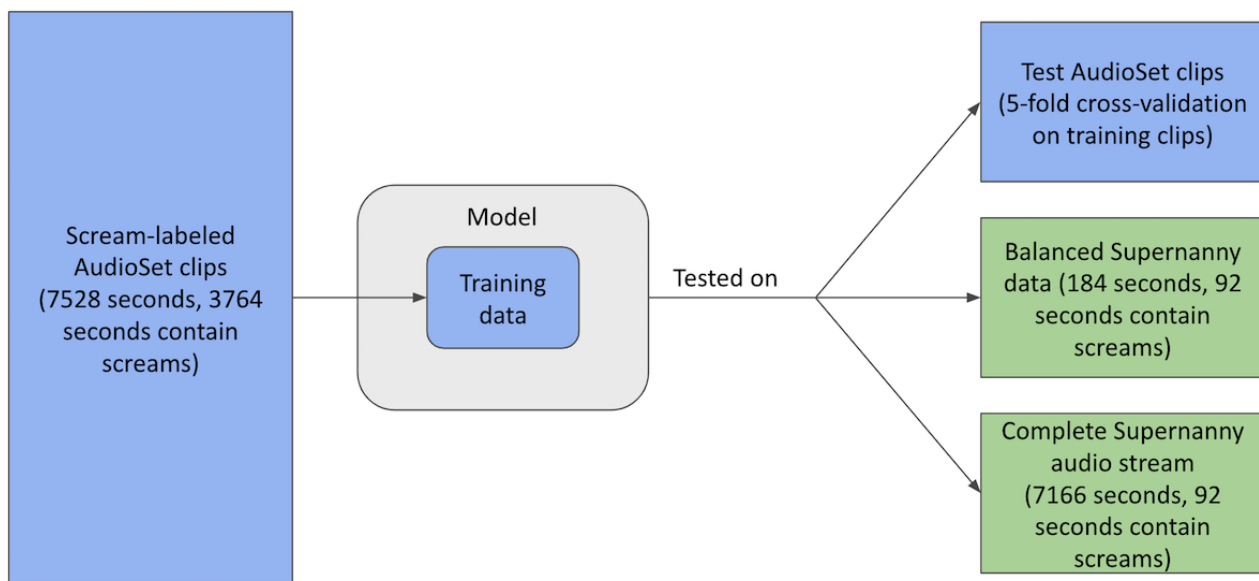 Scream-labeled
AudioSet clips
(7528 seconds, 3764
seconds contain
screams)
Model
Training
data
Tested on
Test AudioSet clips
(5-fold cross-validation
on training clips)
Balanced Supernanny
data (184 seconds, 92
seconds contain
screams)
Complete Supernanny
audio stream
(7166 seconds, 92
seconds contain
screams)